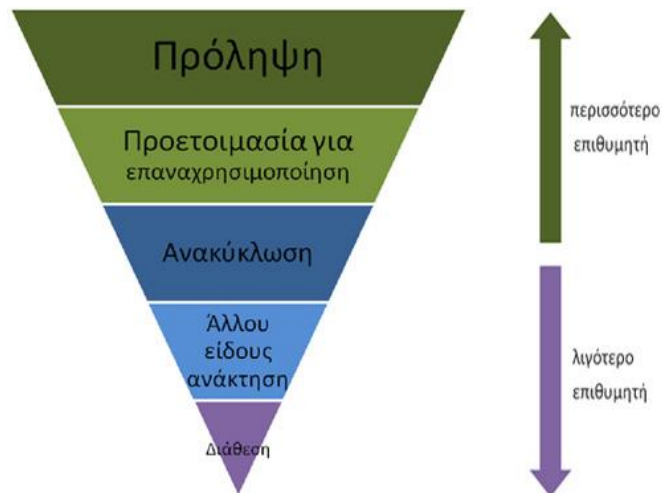 Πρόληψη
Προετοιμασία για
επαναχρησιμοποίηση
Ανακύκλωση
Άλλου
είδους
ανάκτηση
Διάθεση
περισσότερο
επιθυμητή
λιγότερο
επιθυμητή